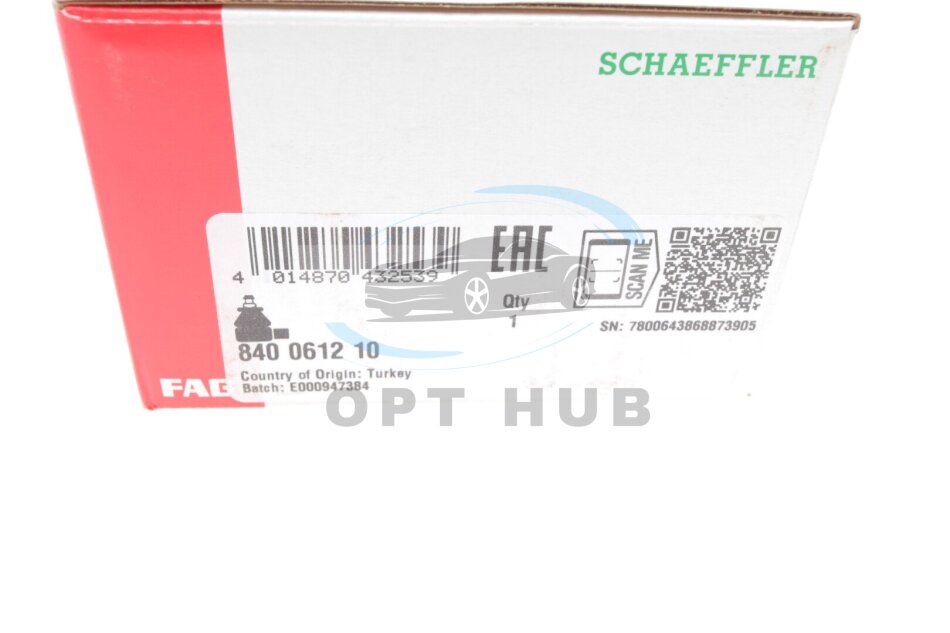 SCHAEFFLER
4 014870 432539
EAC
Qty
1
SCAN ME
SN: 7800643868873905
840 0612 10
Country of Origin: Turkey
Batch: E000947384
FAG
OPT HUB